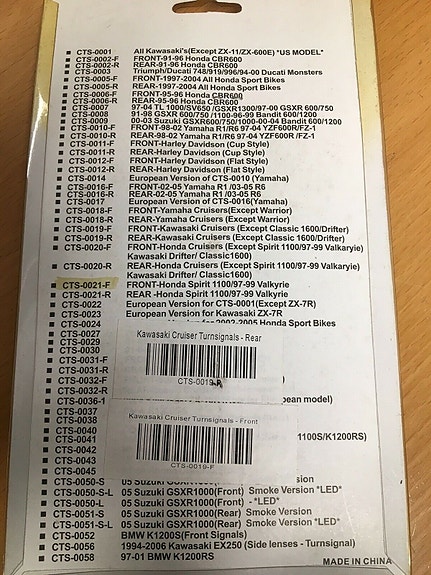 CTS-0001 All Kawasaki's(Except ZX-11/ZX-600E) *US MODEL*
CTS-0002-F FRONT-91-96 Honda CBR600
CTS-0002-R REAR-91-96 Honda CBR600
CTS-0003 Triumph/Ducati 748/919/996/94-00 Ducati Monsters
CTS-0005-F FRONT-1997-2004 All Honda Sport Bikes
CTS-0005-R REAR-1997-2004 All Honda Sport Bikes
CTS-0006-F FRONT-95-96 Honda CBR600
CTS-0006-R REAR-95-96 Honda CBR600
CTS-0007 97-04 TL 1000/SV650 /GSXR1300/97-00 GSXR 600/750
CTS-0008 91-98 GSXR 600/750 /1100-96-99 Bandit 600/1200
CTS-0009 00-03 Suzuki GSXR600/750/1000-00-04 Bandit 600/1200
CTS-0010-F FRONT-98-02 Yamaha R1/R6 97-04 YZF600R/FZ-1
CTS-0010-R REAR-98-02 Yamaha R1/R6 97-04 YZF600R /FZ-1
CTS-0011-F FRONT-Harley Davidson (Cup Style)
CTS-0011-R REAR-Harley Davidson (Cup Style)
CTS-0012-F FRONT-Harley Davidson (Flat Style)
CTS-0012-R REAR-Harley Davidson (Flat Style)
CTS-0014 European Version of CTS-0010 (Yamaha)
CTS-0016-F FRONT-02-05 Yamaha R1 /03-05 R6
CTS-0016-R REAR-02-05 Yamaha R1 /03-05 R6
CTS-0017 European Version of CTS-0016(Yamaha)
CTS-0018-F FRONT-Yamaha Cruisers(Except Warrior)
CTS-0018-R REAR-Yamaha Cruisers(Except Warrior)
CTS-0019-F FRONT-Kawasaki Cruisers(Except Classic 1600/Drifter)
CTS-0019-R REAR-Kawasaki Cruisers(Except Classic 1600/Drifter)
CTS-0020-F FRONT-Honda Cruisers(Except Spirit 1100/97-99 Valkaryie)
Kawasaki Drifter/ Classic1600)
CTS-0020-R REAR-Honda Cruisers(Except Spirit 1100/97-99 Valkaryie)
Kawasaki Drifter/ Classic1600)
CTS-0021-F FRONT-Honda Spirit 1100/97-99 Valkyrie
CTS-0021-R REAR -Honda Spirit 1100/97-99 Valkyrie
CTS-0022 European Version for CTS-0001(Except ZX-7R)
CTS-0023 European Version for Kawasaki ZX-7R
CTS-0024 2002-2005 Honda Sport Bikes
CTS-0027
CTS-0029
CTS-0030
CTS-0031-F
CTS-0031-R
CTS-0032-F
CTS-0032-R
CTS-0036-1 ean model)
CTS-0037
CTS-0038
CTS-0040
CTS-0041 1100S/K1200RS)
CTS-0042
CTS-0043
CTS-0045
CTS-0050-S sion
CTS-0050-S-L 05 Suzuki GSXR1000(Front) Smoke Version *LED*
CTS-0050-L 05 Suzuki GSXR1000(Front) - *LED*
CTS-0051-S 05 Suzuki GSXR1000(Rear) Smoke Version
CTS-0051-S-L 05 Suzuki GSXR1000(Rear) Smoke Version *LED*
CTS-0052 BMW K1200S(Front Signals)
CTS-0056 1994-2006 Kawasaki EX250 (Side lenses - Turnsignal)
CTS-0058 97-01 BMW K1200RS
MADE IN CHINA
Kawasaki Cruiser Turnsignals - Rear
CTS-0019-R
Kawasaki Cruiser Turnsignals - Front
CTS-0019-F